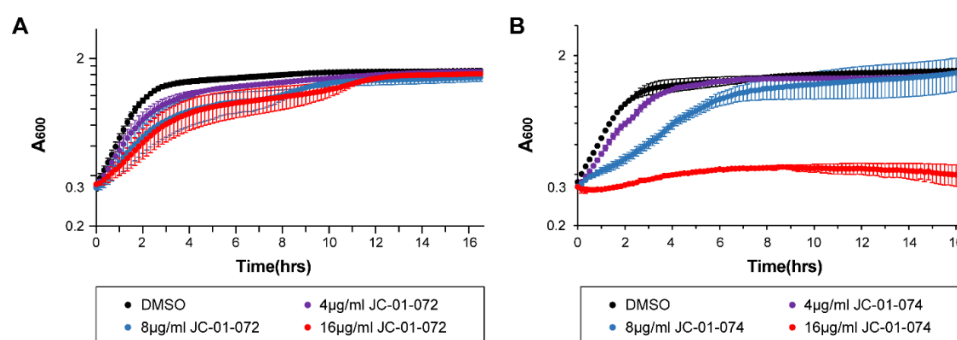 A
2
0.3
0.2
A600
0 2 4 6 8 10 12 14 16
Time(hrs)
DMSO
4µg/ml JC-01-072
8µg/ml JC-01-072
16µg/ml JC-01-072
B
2
0.3
0.2
A600
0 2 4 6 8 10 12 14 16
Time(hrs)
DMSO
4µg/ml JC-01-074
8µg/ml JC-01-074
16µg/ml JC-01-074